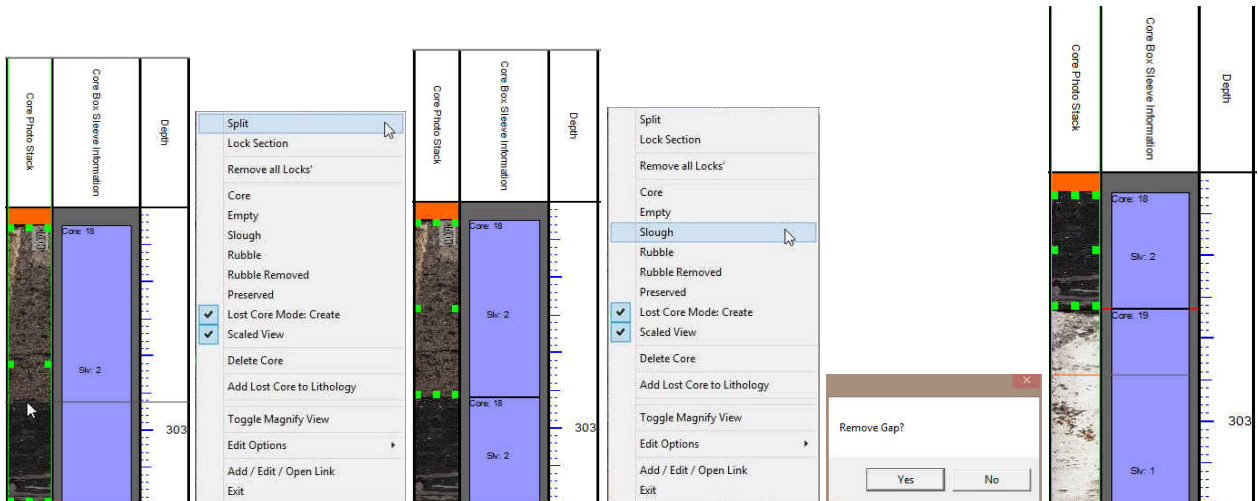 Core Photo Stack
Core Box Sleeve Information
Depth
Core: 18
Slv: 2
303
Split
Lock Section
Remove all Locks'
Core
Empty
Slough
Rubble
Rubble Removed
Preserved
Lost Core Mode: Create
Scaled View
Delete Core
Add Lost Core to Lithology
Toggle Magnify View
Edit Options
Add / Edit / Open Link
Exit
Core Photo Stack
Core Box Sleeve Information
Depth
Core: 18
Slv: 2
Core: 18
Slv: 2
303
Split
Lock Section
Remove all Locks'
Core
Empty
Slough
Rubble
Rubble Removed
Preserved
Lost Core Mode: Create
Scaled View
Delete Core
Add Lost Core to Lithology
Toggle Magnify View
Edit Options
Add / Edit / Open Link
Exit
Remove Gap?
Yes
No
Core Photo Stack
Core Box Sleeve Information
Depth
Core: 18
Slv: 2
Core: 19
Slv: 1
303